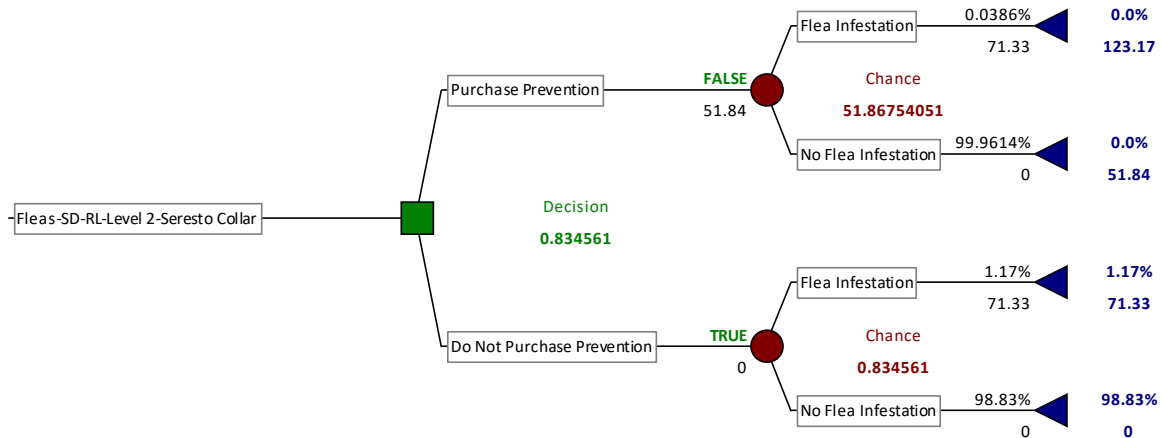 Flea Infestation
0.0386%
0.0%
71.33
123.17
Purchase Prevention
FALSE
Chance
51.84
51.86754051
No Flea Infestation
99.9614%
0.0%
0
51.84
Fleas-SD-RL-Level 2-Seresto Collar
Decision
0.834561
Flea Infestation
1.17%
1.17%
71.33
71.33
Do Not Purchase Prevention
TRUE
Chance
0
0.834561
No Flea Infestation
98.83%
98.83%
0
0